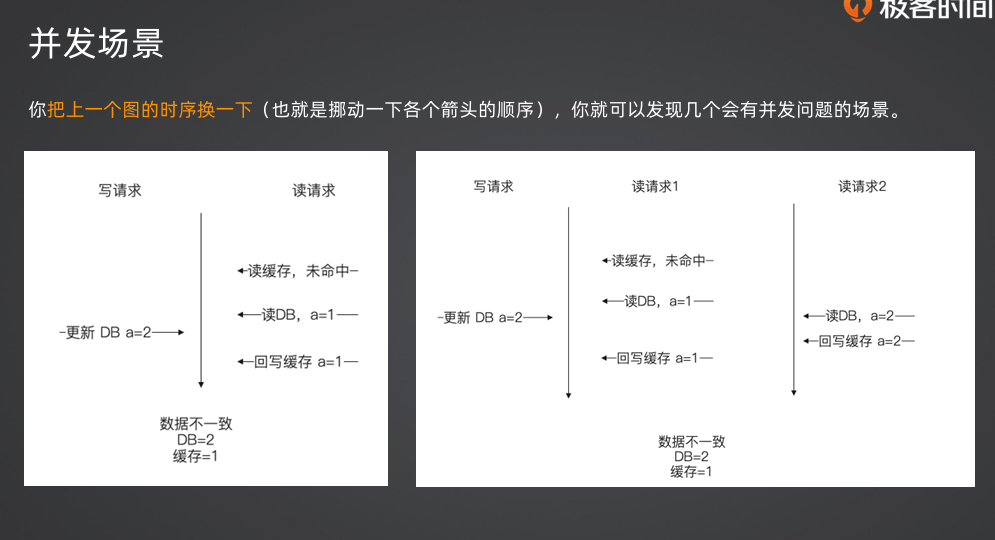 极客时间
并发场景
你把上一个图的时序换一下（也就是挪动一下各个箭头的顺序），你就可以发现几个会有并发问题的场景。
写请求
读请求
读缓存，未命中
读DB，a=1
更新 DB a=2
回写缓存 a=1
数据不一致
DB=2
缓存=1
写请求
读请求1
读请求2
读缓存，未命中
读DB，a=1
更新 DB a=2
读DB，a=2
回写缓存 a=2
回写缓存 a=1
数据不一致
DB=2
缓存=1